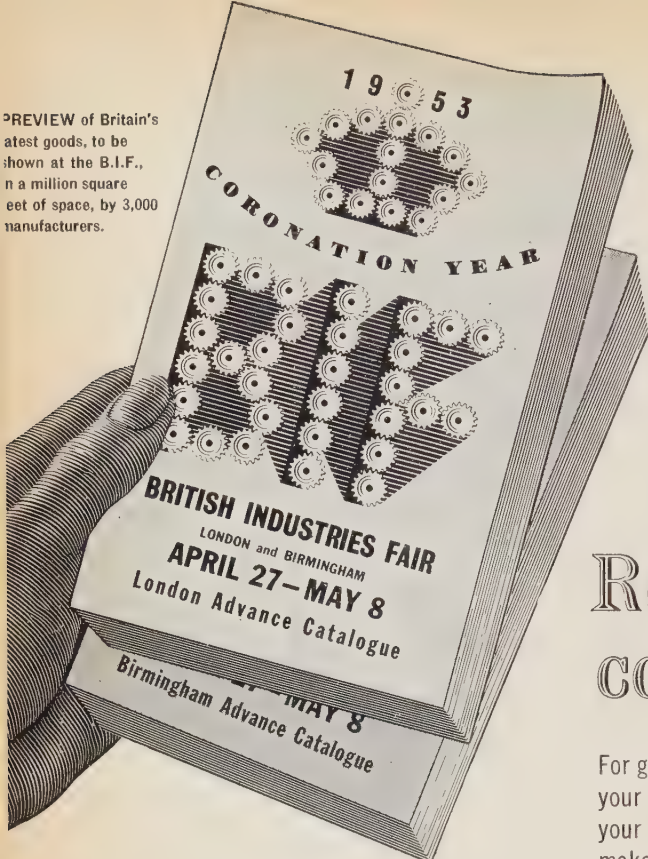 PREVIEW of Britain's
atest goods, to be
shown at the B.I.F.,
n a million square
eet of space, by 3,000
manufacturers.
1953
CORONATION YEAR
BIF
BRITISH INDUSTRIES FAIR
LONDON and BIRMINGHAM
APRIL 27–MAY 8
London Advance Catalogue
MAY 8
Birmingham Advance Catalogue
For g
your
your